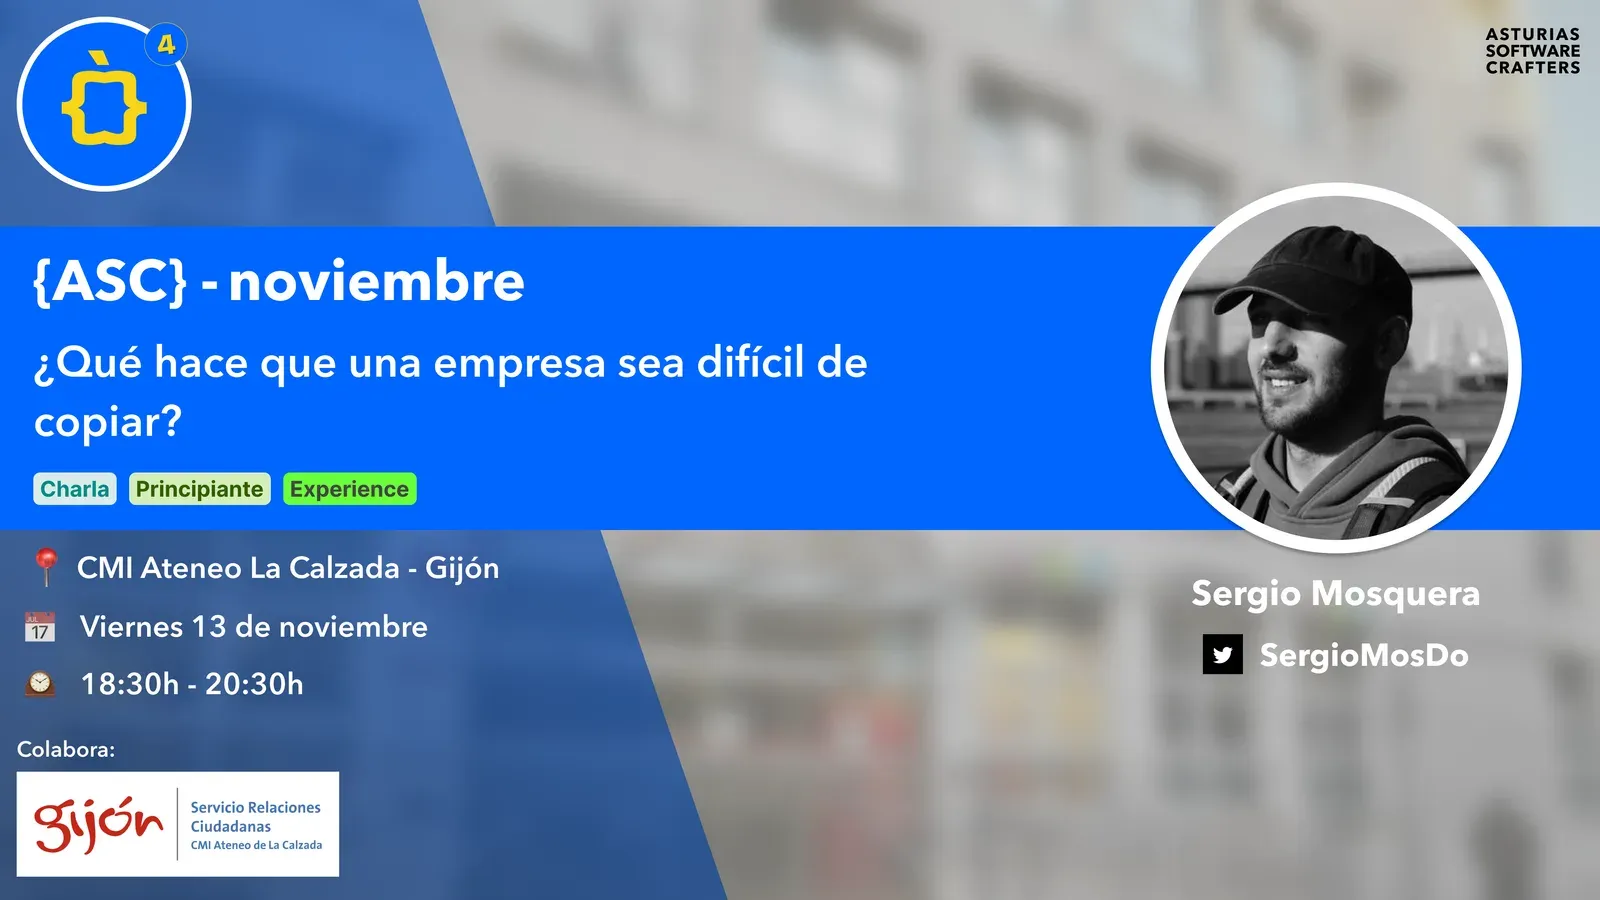 4
ASTURIAS
SOFTWARE
CRAFTERS
{ASC} - noviembre
¿Qué hace que una empresa sea difícil de
copiar?
Charla
Principiante
Experience
CMI Ateneo La Calzada - Gijón
JUL
17
Viernes 13 de noviembre
18:30h - 20:30h
Sergio Mosquera
SergioMosDo
Colabora:
gijón
Servicio Relaciones
Ciudadanas
CMI Ateneo de La Calzada